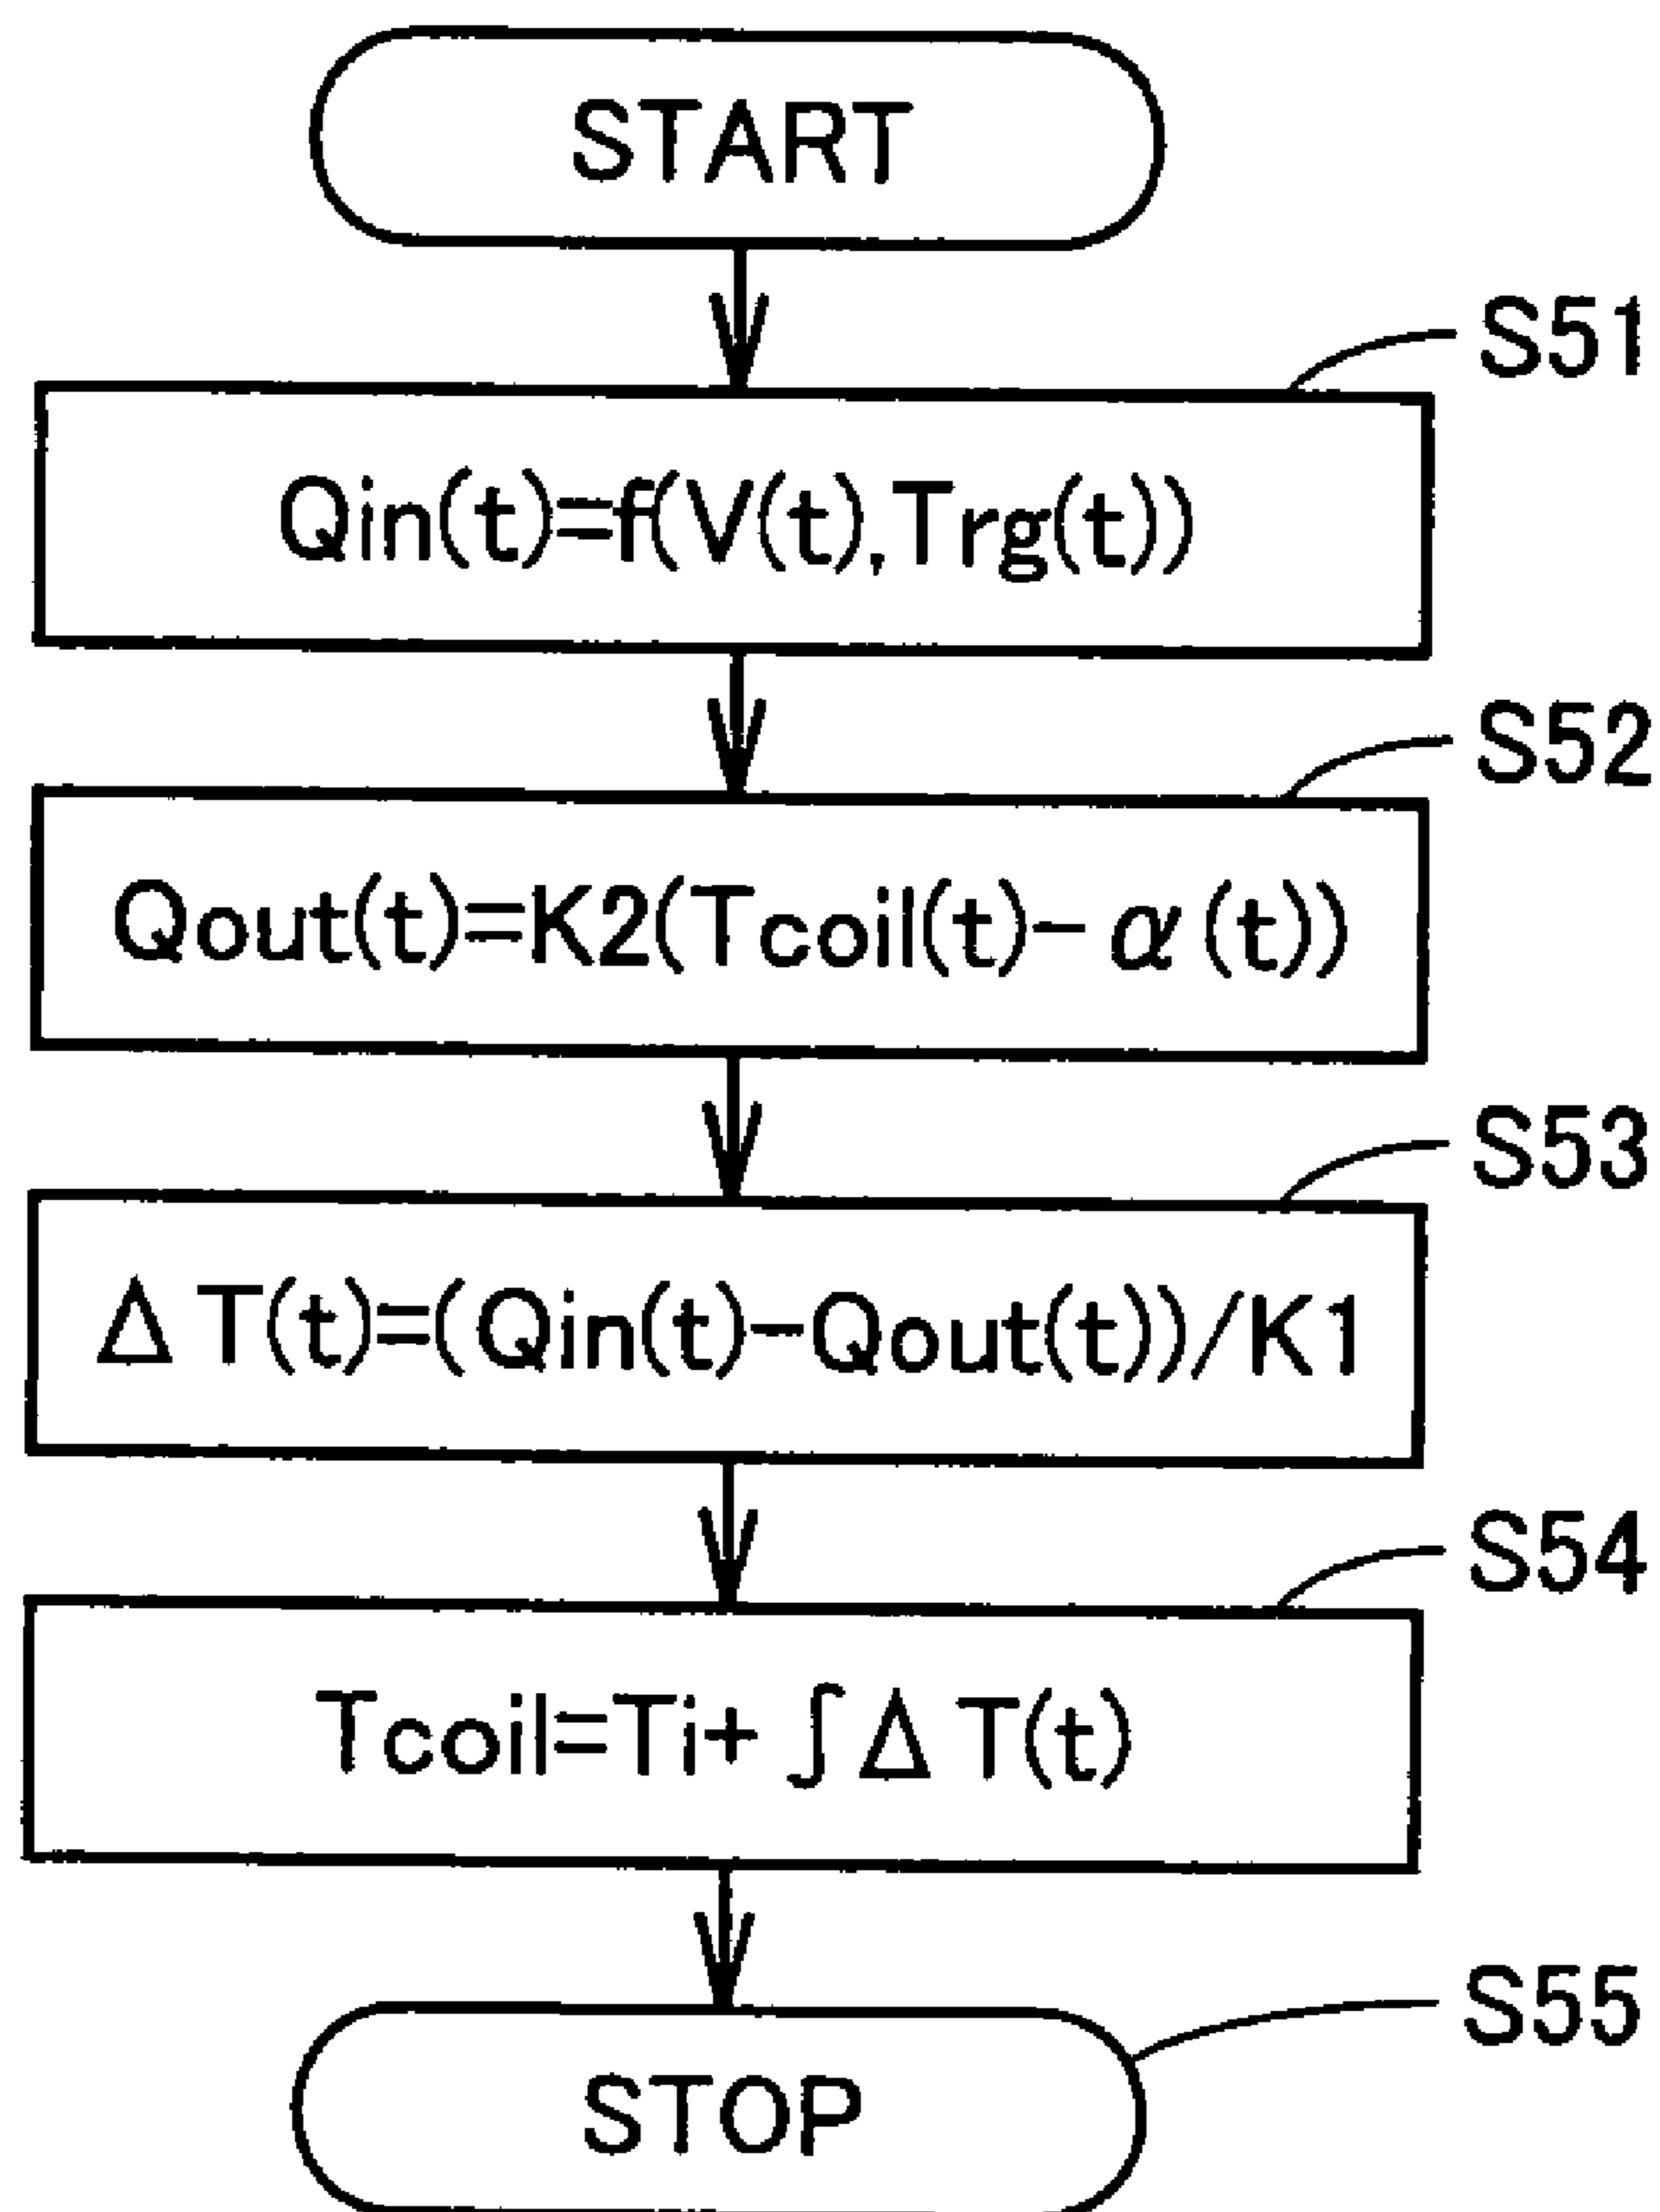 START
S51
Qin(t)=f(V(t),Trg(t))
S52
Qout(t)=K2(Tcoil(t)-α(t))
S53
ΔT(t)=(Qin(t)-Qout(t))/K1
S54
Tcoil=Ti+∫ΔT(t)
S55
STOP